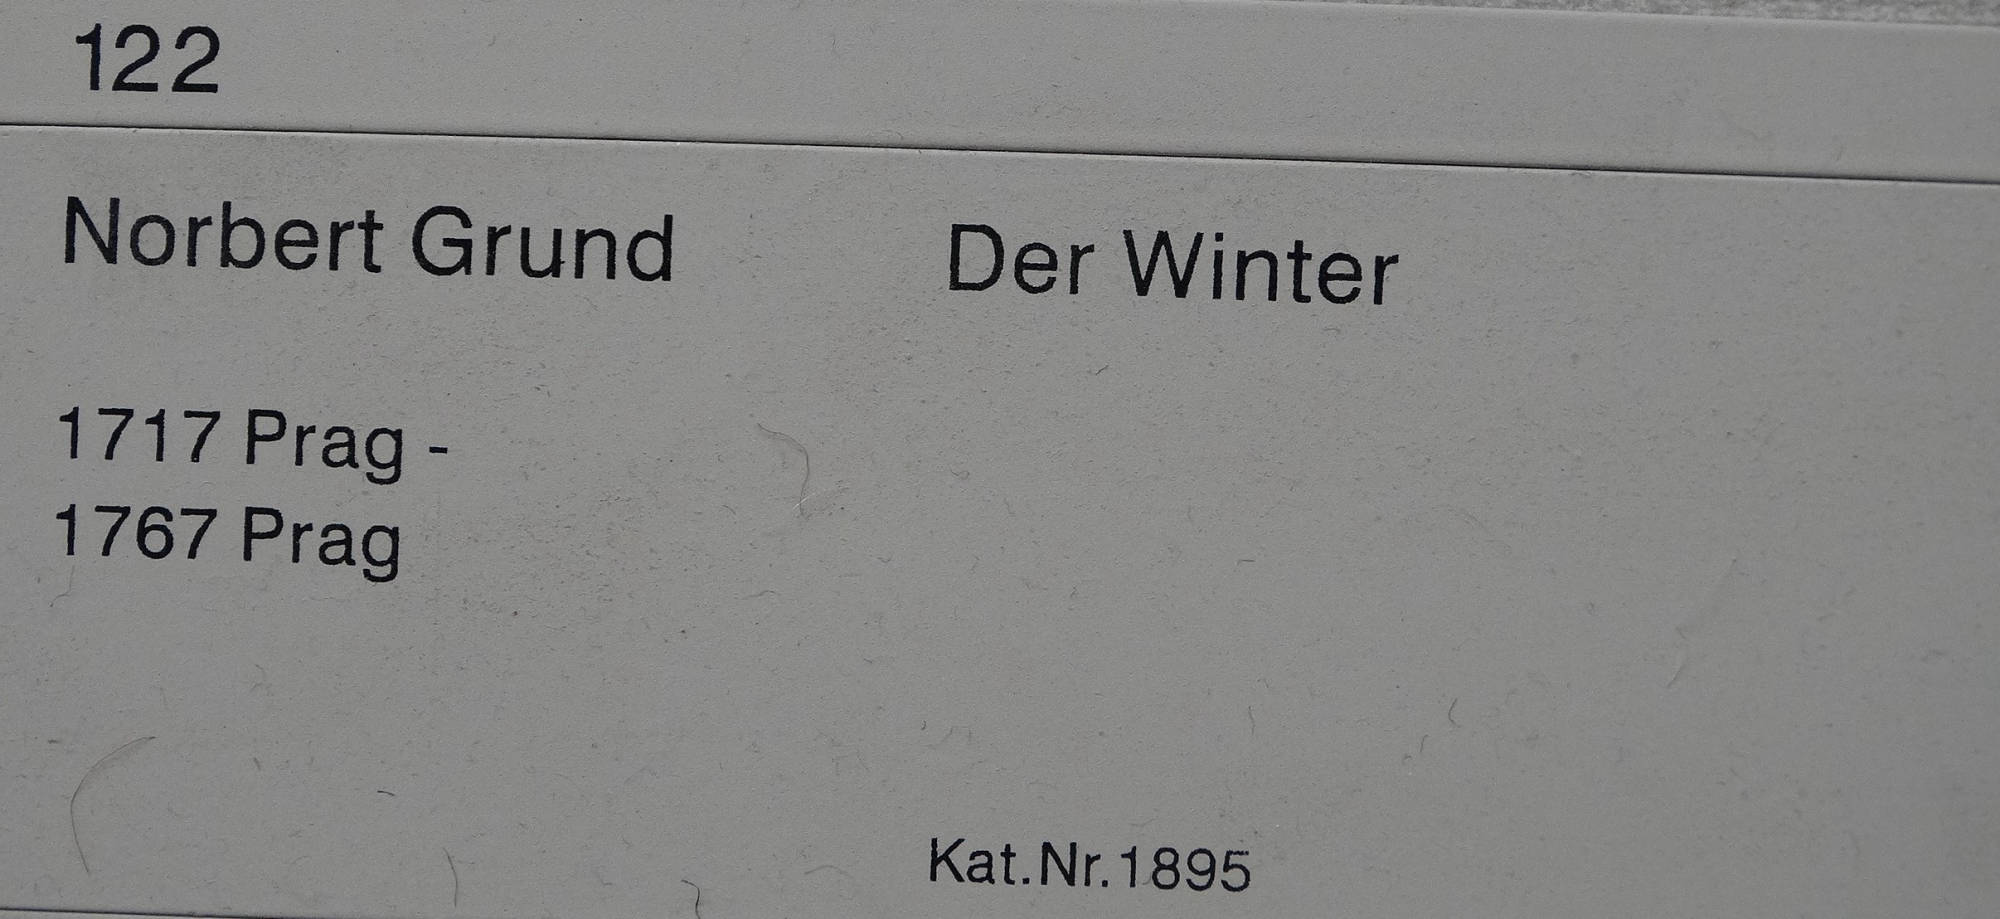 122
Norbert Grund
Der Winter
1717 Prag -
1767 Prag
Kat.Nr.1895